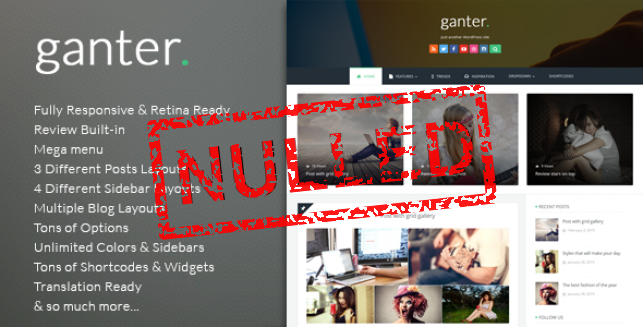 ganter.
Fully Responsive & Retina Ready
Review Built-in
Mega menu
3 Different Posts Layouts
4 Different Sidebar Layouts
Multiple Blog Layouts
Tons of Options
Unlimited Colors & Sidebars
Tons of Shortcodes & Widgets
Translation Ready
& so much more...
NULLED
ganter.
just another WordPress site
HOME
FEATURES
TRENDS
INSPIRATION
DROPDOWN
SHORTCODES
Post with grid gallery
Review stars on top
Post with grid gallery
RECENT POSTS
Post with grid gallery
Styles that will make your day
The best fashion of the year
FOLLOW US